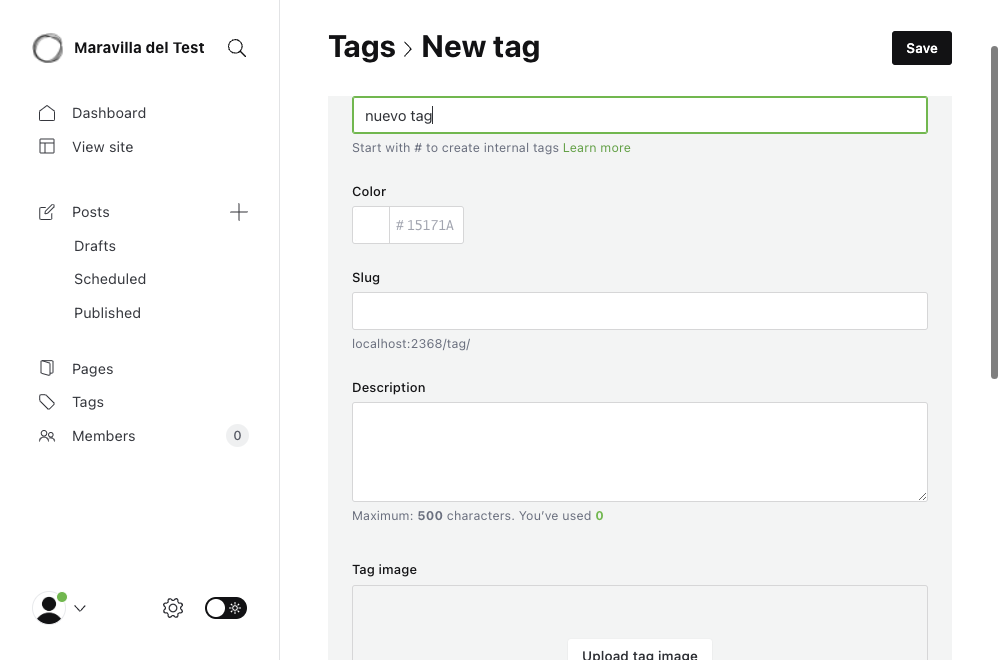 Maravilla del Test
Dashboard
View site
Posts
Drafts
Scheduled
Published
Pages
Tags
Members
0
Tags > New tag
Save
nuevo tag
Start with # to create internal tags Learn more
Color
# 15171A
Slug
localhost:2368/tag/
Description
Maximum: 500 characters. You’ve used 0
Tag image
Upload tag image